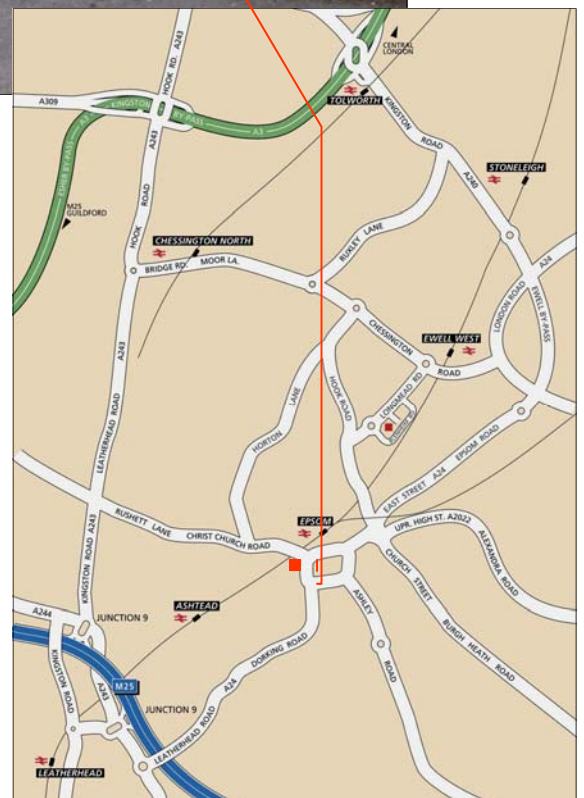 CENTRAL
LONDON
HOOK RD. A243
TOLWORTH
A309
KINGSTON BY-PASS
A3
A3
ESHER BY-PASS
KINGSTON ROAD
A240
STONELEIGH
M25
GUILDFORD
HOOK ROAD
RUXLEY LANE
CHESSINGTON NORTH
BRIDGE RD. MOOR LA.
A24
LONDON ROAD
EWELL BY-PASS
CHESSINGTON ROAD
EWELL WEST
A243
LEATHERHEAD ROAD
HORTON LANE
HOOK ROAD
LONGMEAD RD
EAST STREET A24 EPSOM ROAD
RUSHETT LANE
CHRIST CHURCH ROAD
EPSOM
UPR. HIGH ST. A2022
ALEXANDRA ROAD
KINGSTON ROAD A243
CHURCH STREET
BURGH HEATH ROAD
ASHLEY ROAD
ASHTEAD
A244
JUNCTION 9
KINGSTON ROAD
A243
M25
JUNCTION 9
LEATHERHEAD ROAD A24 DORKING ROAD
LEATHERHEAD